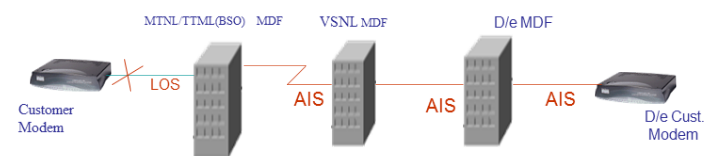 MTNL/TTML(BSO) MDF
VSNL MDF
D/e MDF
LOS
AIS
AIS
AIS
Customer
Modem
D/e Cust.
Modem